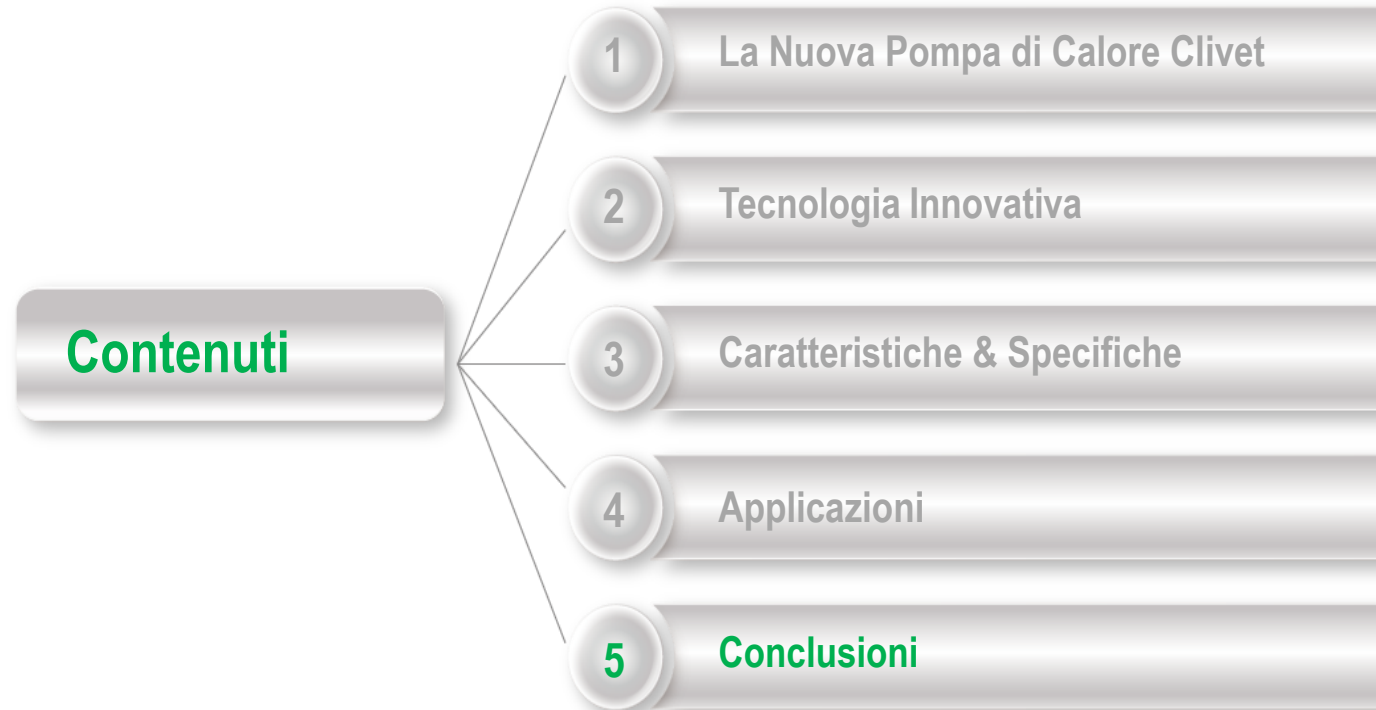 Contenuti
1
La Nuova Pompa di Calore Clivet
2
Tecnologia Innovativa
3
Caratteristiche & Specifiche
4
Applicazioni
5
Conclusioni